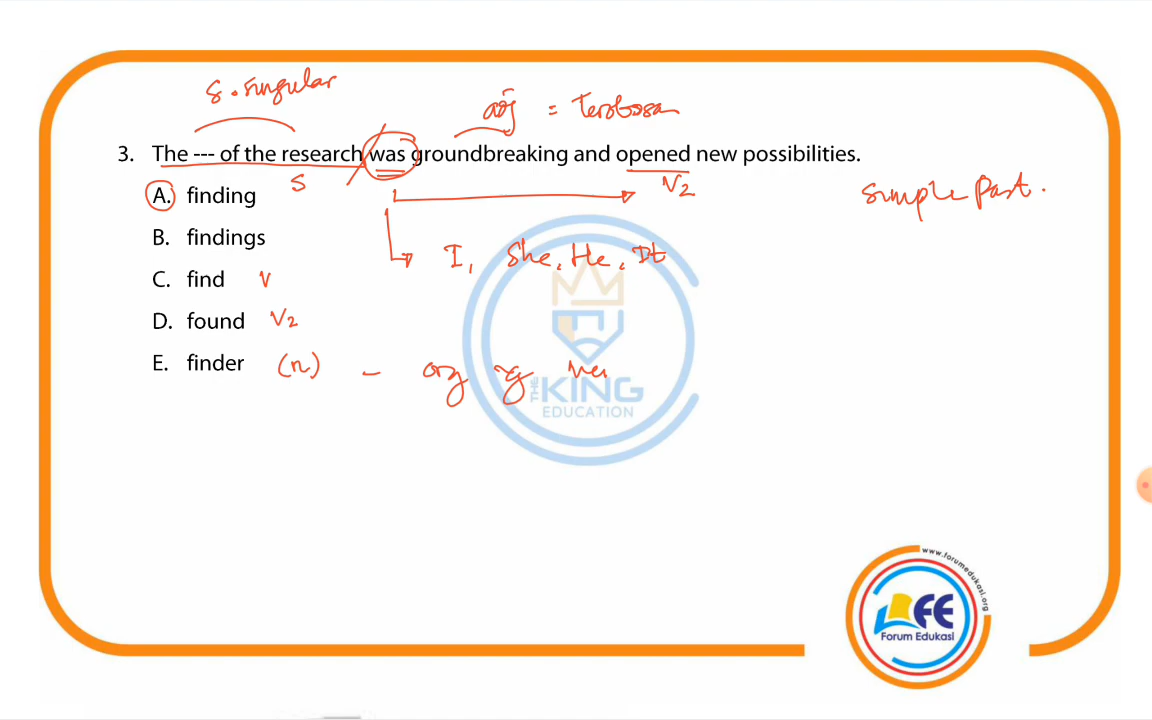 S. singular
adj = Terobosan
3. The --- of the research was groundbreaking and opened new possibilities.
S
V2
Simple Past.
A. finding
B. findings
I, She, He, It
C. find V
D. found V2
E. finder (n) - org yg
THE KING
EDUCATION
www.forumedukasi.org
FE
Forum Edukasi